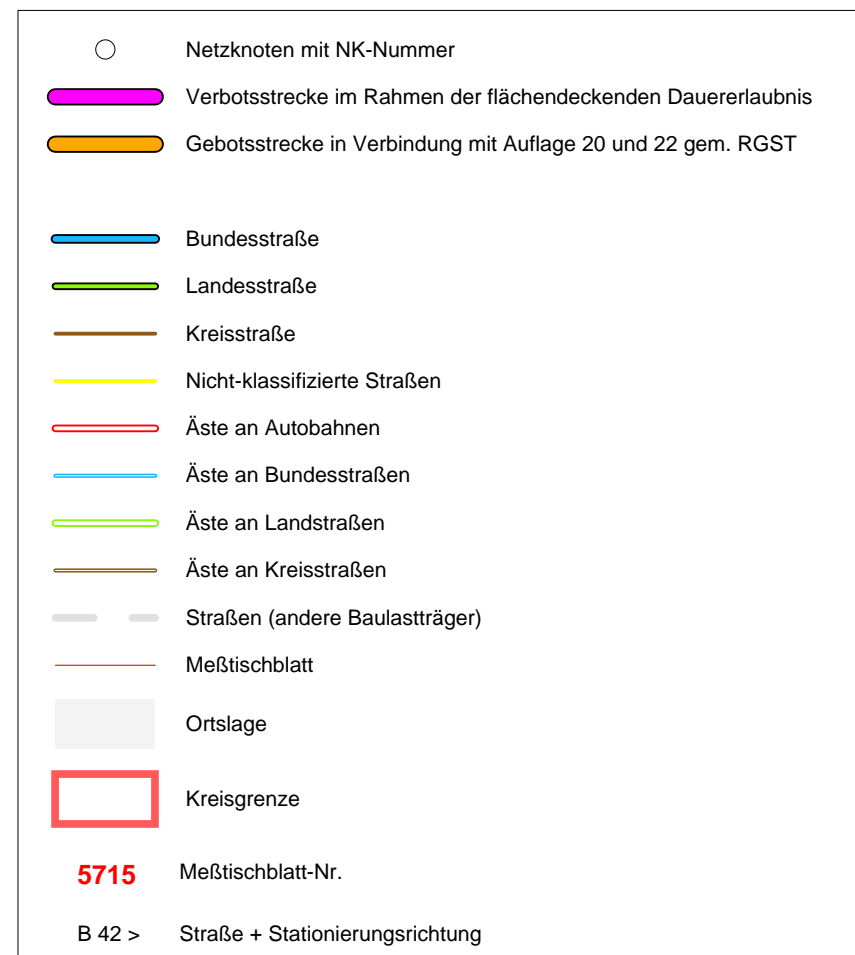 Netzknoten mit NK-Nummer
Verbotsstrecke im Rahmen der flächendeckenden Dauererlaubnis
Gebotsstrecke in Verbindung mit Auflage 20 und 22 gem. RGST
Bundesstraße
Landesstraße
Kreisstraße
Nicht-klassifizierte Straßen
Äste an Autobahnen
Äste an Bundesstraßen
Äste an Landstraßen
Äste an Kreisstraßen
Straßen (andere Baulastträger)
Meßtischblatt
Ortslage
Kreisgrenze
5715 Meßtischblatt-Nr.
B 42 > Straße + Stationierungsrichtung